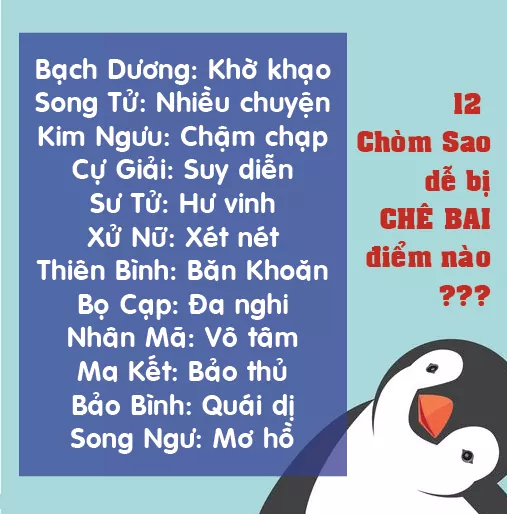 Bạch Dương: Khờ khạo
Song Tử: Nhiều chuyện
Kim Ngưu: Chậm chạp
Cự Giải: Suy diễn
Sư Tử: Hư vinh
Xử Nữ: Xét nét
Thiên Bình: Băn Khoăn
Bọ Cạp: Đa nghi
Nhân Mã: Vô tâm
Ma Kết: Bảo thủ
Bảo Bình: Quái dị
Song Ngư: Mơ hồ
12
Chòm Sao
dễ bị
CHÊ BAI
điểm nào
???